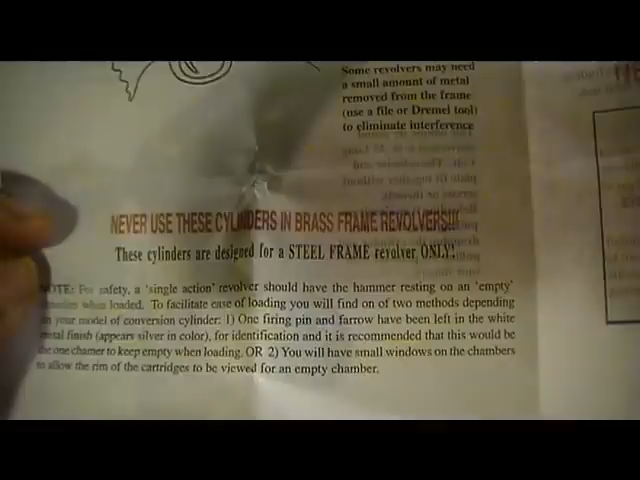 Some revolvers may need
a small amount of metal
removed from the frame
(use a file or Dremel tool)
to eliminate interference
NEVER USE THESE CYLINDERS IN BRASS FRAME REVOLVERS!!!
These cylinders are designed for a STEEL FRAME revolver ONLY!
NOTE: For safety, a 'single action' revolver should have the hammer resting on an 'empty'
when loaded. To facilitate ease of loading you will find on of two methods depending
on your model of conversion cylinder: 1) One firing pin and farrow have been left in the white
metal finish (appears silver in color), for identification and it is recommended that this would be
the one chamer to keep empty when loading. OR 2) You will have small windows on the chambers
to allow the rim of the cartridges to be viewed for an empty chamber.